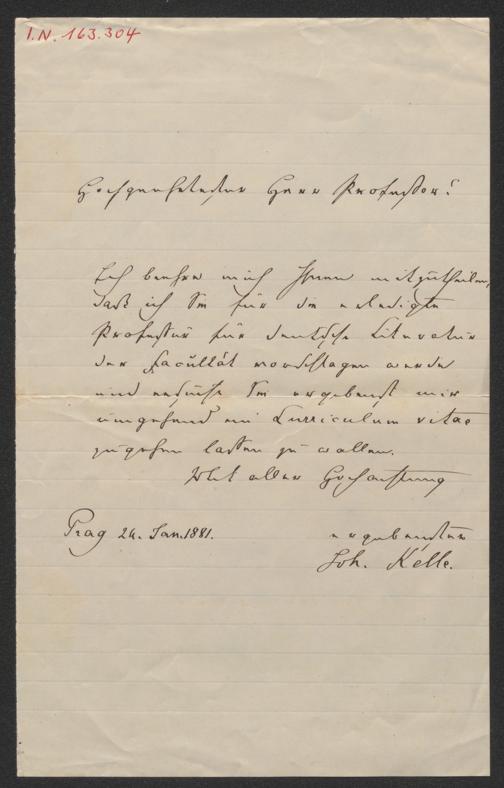 I.N. 163.304
Hochgeehrtester Herr Professor!
Ich beehre mich Ihnen mitzutheilen,
daß ich Sie für die erledigte
Professur für deutsche Literatur
der Facultät vorschlagen werde
und ersuche Sie ergebenst mir
umgehend ein Curriculum vitae
zugehen lassen zu wollen.
Mit aller Hochachtung
Prag 24. Jan. 1881.
ergebenster
Joh. Kelle.